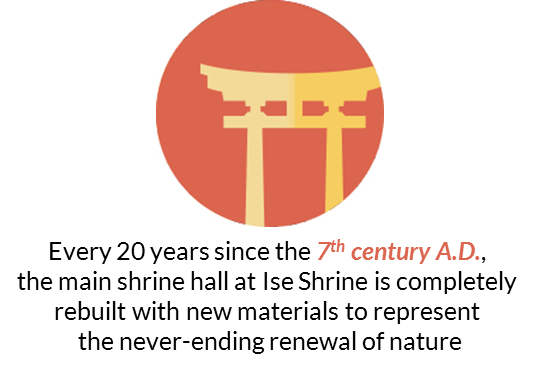 Every 20 years since the 7th century A.D.,
the main shrine hall at Ise Shrine is completely
rebuilt with new materials to represent
the never-ending renewal of nature